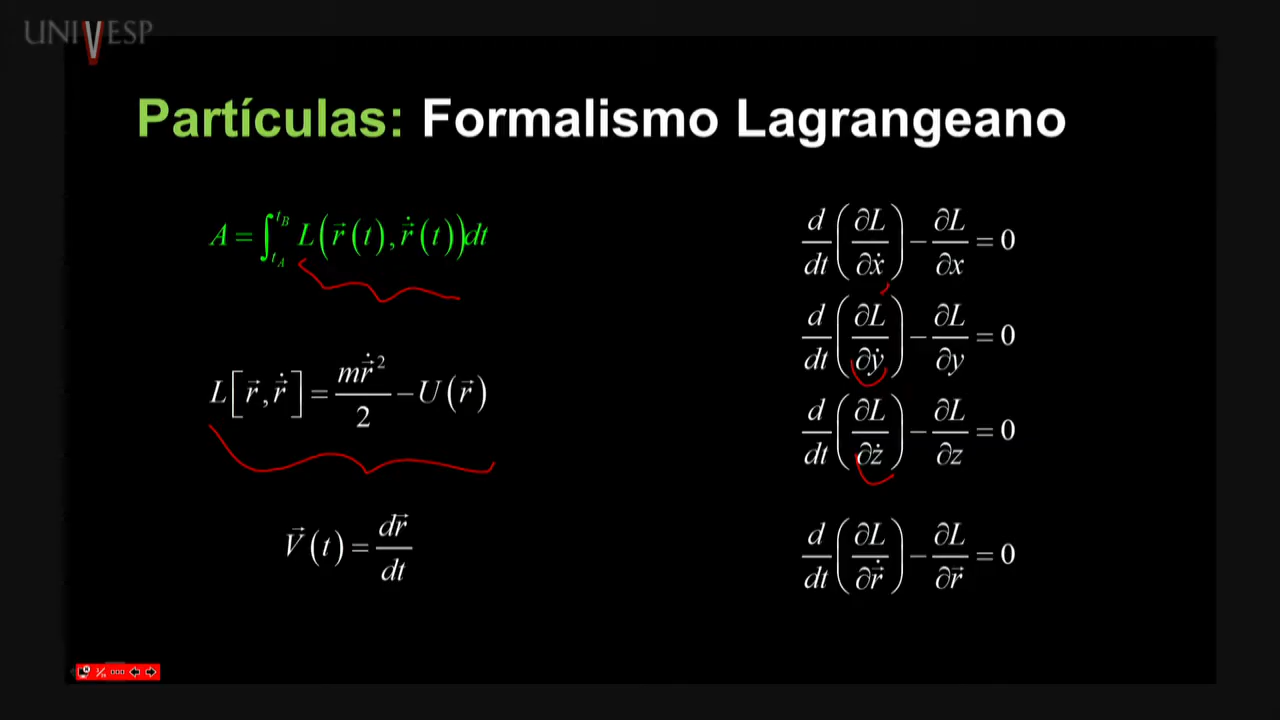 UNIVESP
Partículas: Formalismo Lagrangeano
A = ∫_{t_A}^{t_B} L(r⃗(t), ṙ⃗(t))dt
L[r⃗, ṙ⃗] = mṙ⃗²/2 − U(r⃗)
V⃗(t) = dr⃗/dt
d/dt (∂L/∂ẋ) − ∂L/∂x = 0
d/dt (∂L/∂ẏ) − ∂L/∂y = 0
d/dt (∂L/∂ż) − ∂L/∂z = 0
d/dt (∂L/∂ṙ⃗) − ∂L/∂r⃗ = 0